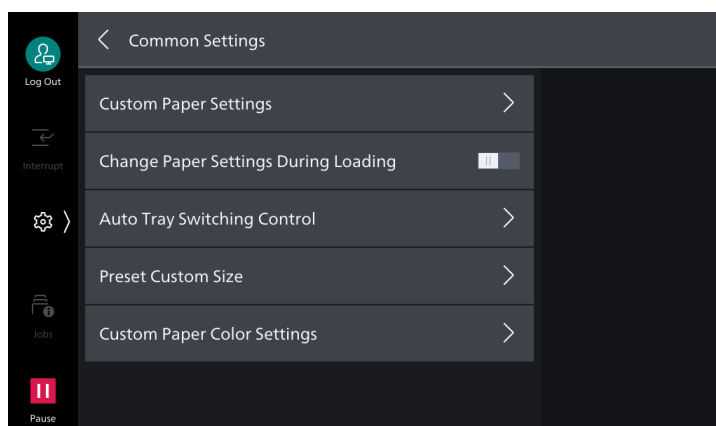 Common Settings
Log Out
Custom Paper Settings
Interrupt
Change Paper Settings During Loading
Auto Tray Switching Control
Preset Custom Size
Jobs
Custom Paper Color Settings
Pause